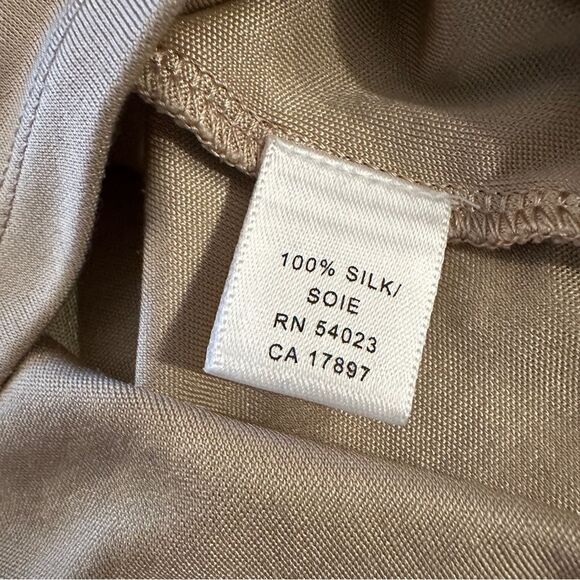 100% SILK/
SOIE
RN 54023
CA 17897